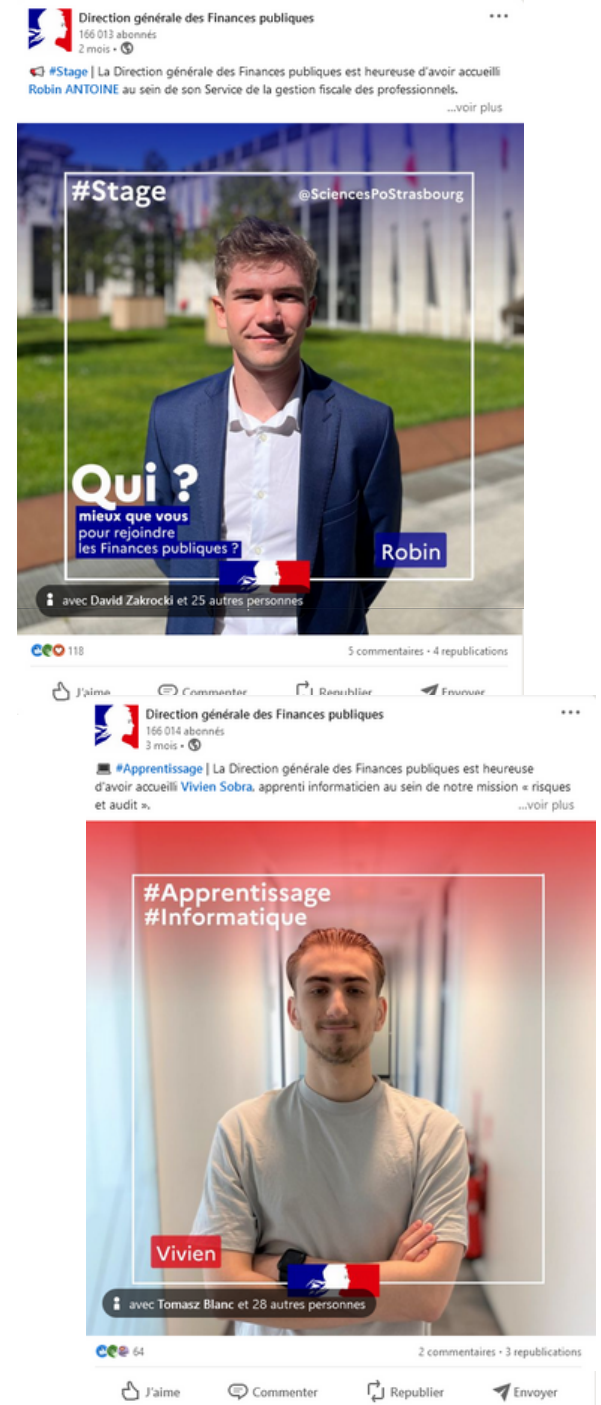 Direction générale des Finances publiques
166 013 abonnés
2 mois •
#Stage | La Direction générale des Finances publiques est heureuse d'avoir accueilli
Robin ANTOINE au sein de son Service de la gestion fiscale des professionnels.
...voir plus
#Stage
@SciencesPoStrasbourg
Qui ?
mieux que vous
pour rejoindre
les Finances publiques ?
Robin
avec David Zakrocki et 25 autres personnes
118
5 commentaires • 4 republications
J'aime Commenter Republier Envoyer
Direction générale des Finances publiques
166 014 abonnés
3 mois •
#Apprentissage | La Direction générale des Finances publiques est heureuse
d'avoir accueilli Vivien Sobra, apprenti informaticien au sein de notre mission « risques
et audit ».
...voir plus
#Apprentissage
#Informatique
Vivien
avec Tomasz Blanc et 28 autres personnes
64
2 commentaires • 3 republications
J'aime Commenter Republier Envoyer